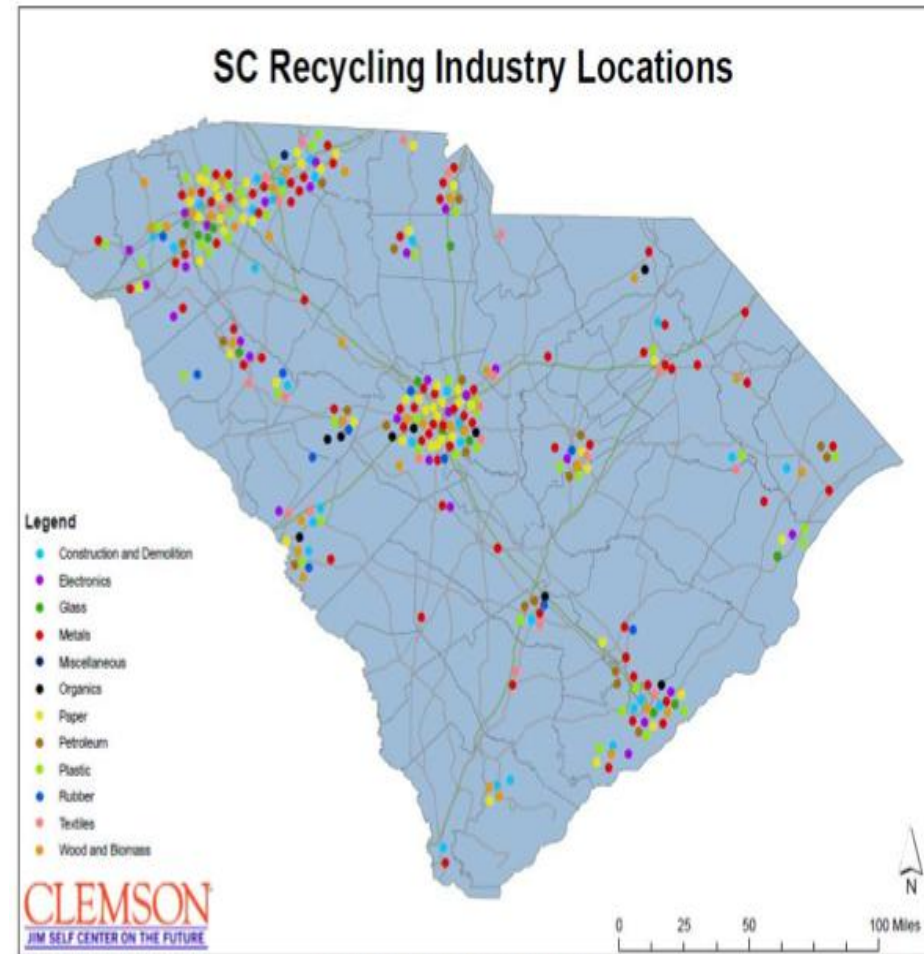 SC Recycling Industry Locations
Legend
Construction and Demolition
Electronics
Glass
Metals
Miscellaneous
Organics
Paper
Petroleum
Plastic
Rubber
Textiles
Wood and Biomass
CLEMSON
JIM SELF CENTER ON THE FUTURE
N
0 25 50 100 Miles